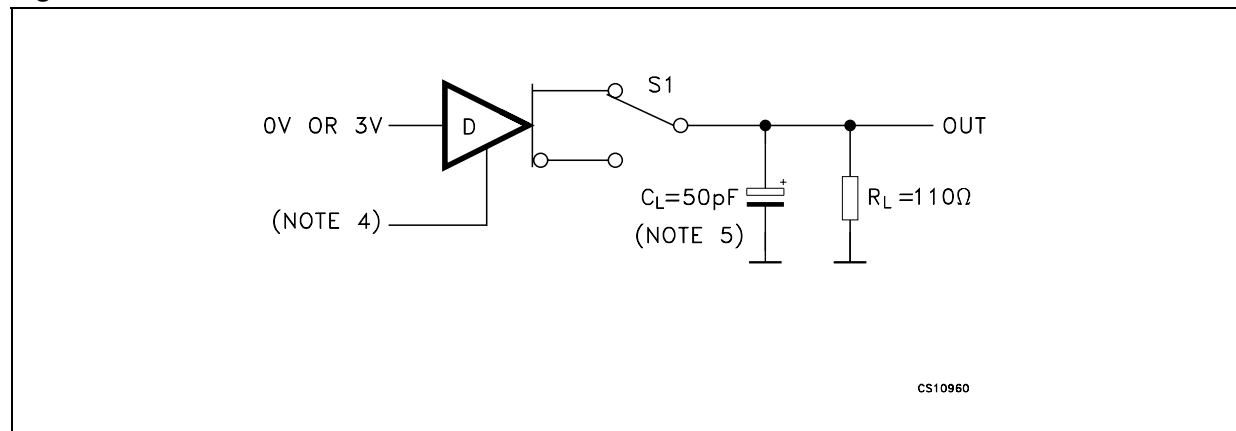 S1
0V OR 3V
D
OUT
CL=50pF
+
RL=110Ω
(NOTE 4)
(NOTE 5)
CS10960